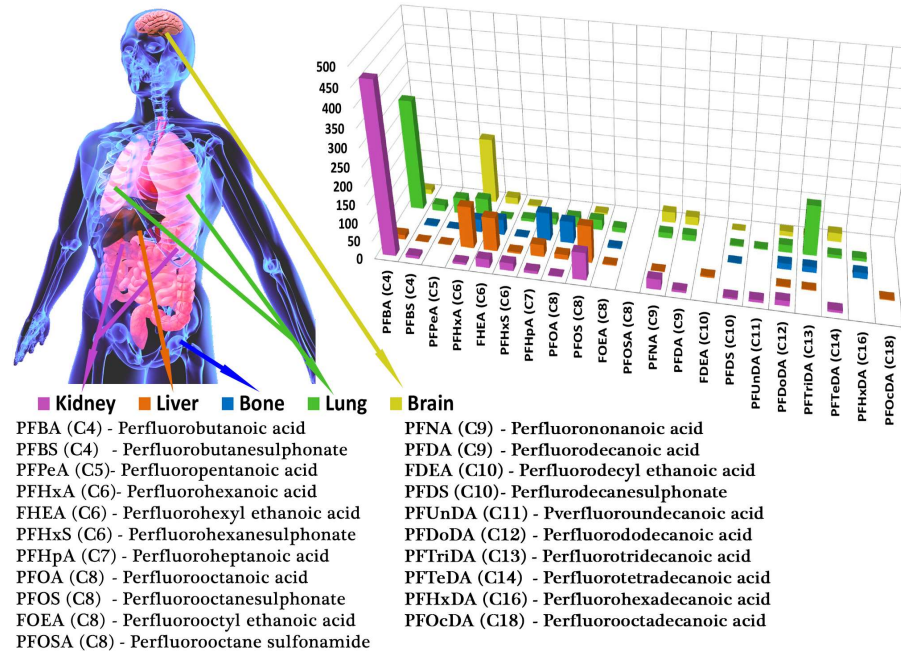 500
450
400
350
300
250
200
150
100
50
0
PFBA (C4)
PFBS (C4)
PFPeA (C5)
PFHxA (C6)
FHEA (C6)
PFHxS (C6)
PFHpA (C7)
PFOA (C8)
PFOS (C8)
FOEA (C8)
PFOSA (C8)
PFNA (C9)
PFDA (C9)
FDEA (C10)
PFDS (C10)
PFUnDA (C11)
PFDoDA (C12)
PFTriDA (C13)
PFTeDA (C14)
PFHxDA (C16)
PFOcDA (C18)
Kidney Liver Bone Lung Brain
PFBA (C4) - Perfluorobutanoic acid
PFBS (C4) - Perfluorobutanesulphonate
PFPeA (C5)- Perfluoropentanoic acid
PFHxA (C6)- Perfluorohexanoic acid
FHEA (C6) - Perfluorohexyl ethanoic acid
PFHxS (C6) - Perfluorohexanesulphonate
PFHpA (C7) - Perfluoroheptanoic acid
PFOA (C8) - Perfluorooctanoic acid
PFOS (C8) - Perfluorooctanesulphonate
FOEA (C8) - Perfluorooctyl ethanoic acid
PFOSA (C8) - Perfluorooctane sulfonamide
PFNA (C9) - Perfluorononanoic acid
PFDA (C9) - Perfluorodecanoic acid
FDEA (C10) - Perfluorodecyl ethanoic acid
PFDS (C10)- Perflurodecanesulphonate
PFUnDA (C11) - Pverfluoroundecanoic acid
PFDoDA (C12) - Perfluorododecanoic acid
PFTriDA (C13) - Perfluorotridecanoic acid
PFTeDA (C14) - Perfluorotetradecanoic acid
PFHxDA (C16) - Perfluorohexadecanoic acid
PFOcDA (C18) - Perfluorooctadecanoic acid